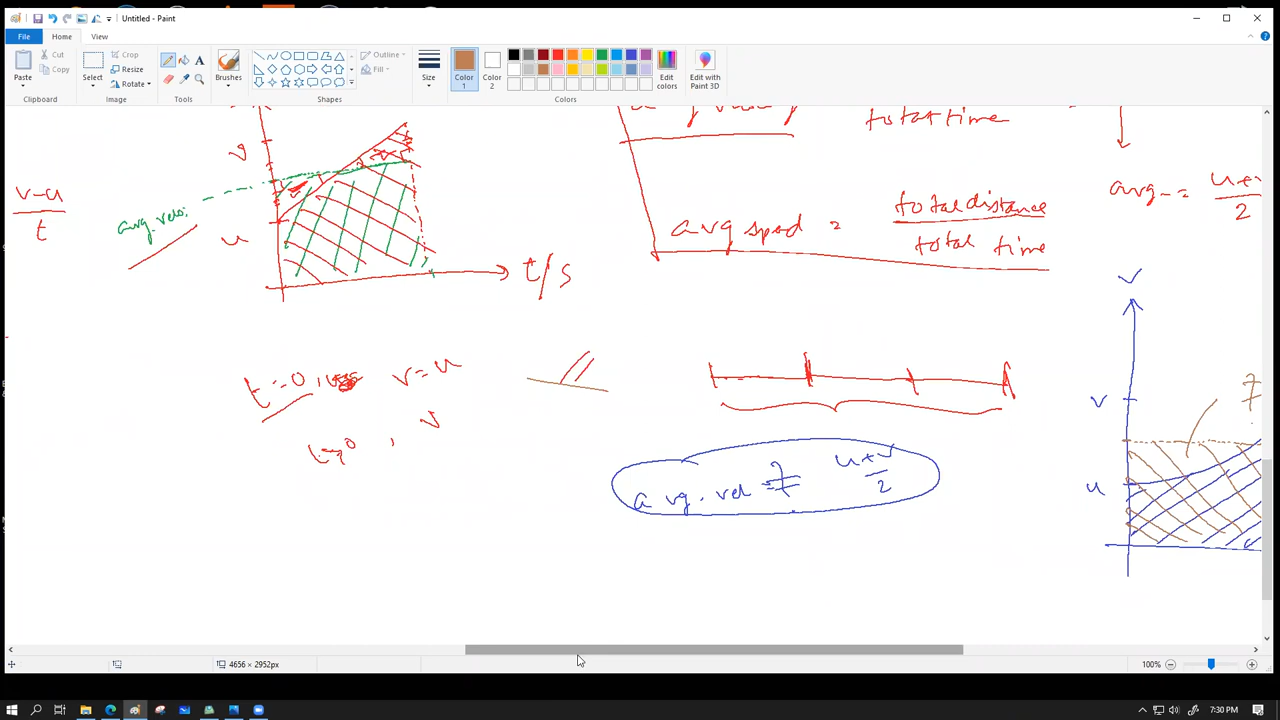 Untitled - Paint
File
Home
View
Paste
Cut
Copy
Clipboard
Select
Crop
Resize
Rotate
Image
Tools
Brushes
Outline
Fill
Shapes
Size
Color 1
Color 2
Edit colors
Edit with Paint 3D
Colors
v
v-u
t
avg. velo.
u
t/s
total time
avg speed = total distance
total time
avg = u+v
2
t=0, v=u
t→0, v
avg. vel ≠ u+v
2
v
v
u
4656 × 2952px
100%
7:30 PM